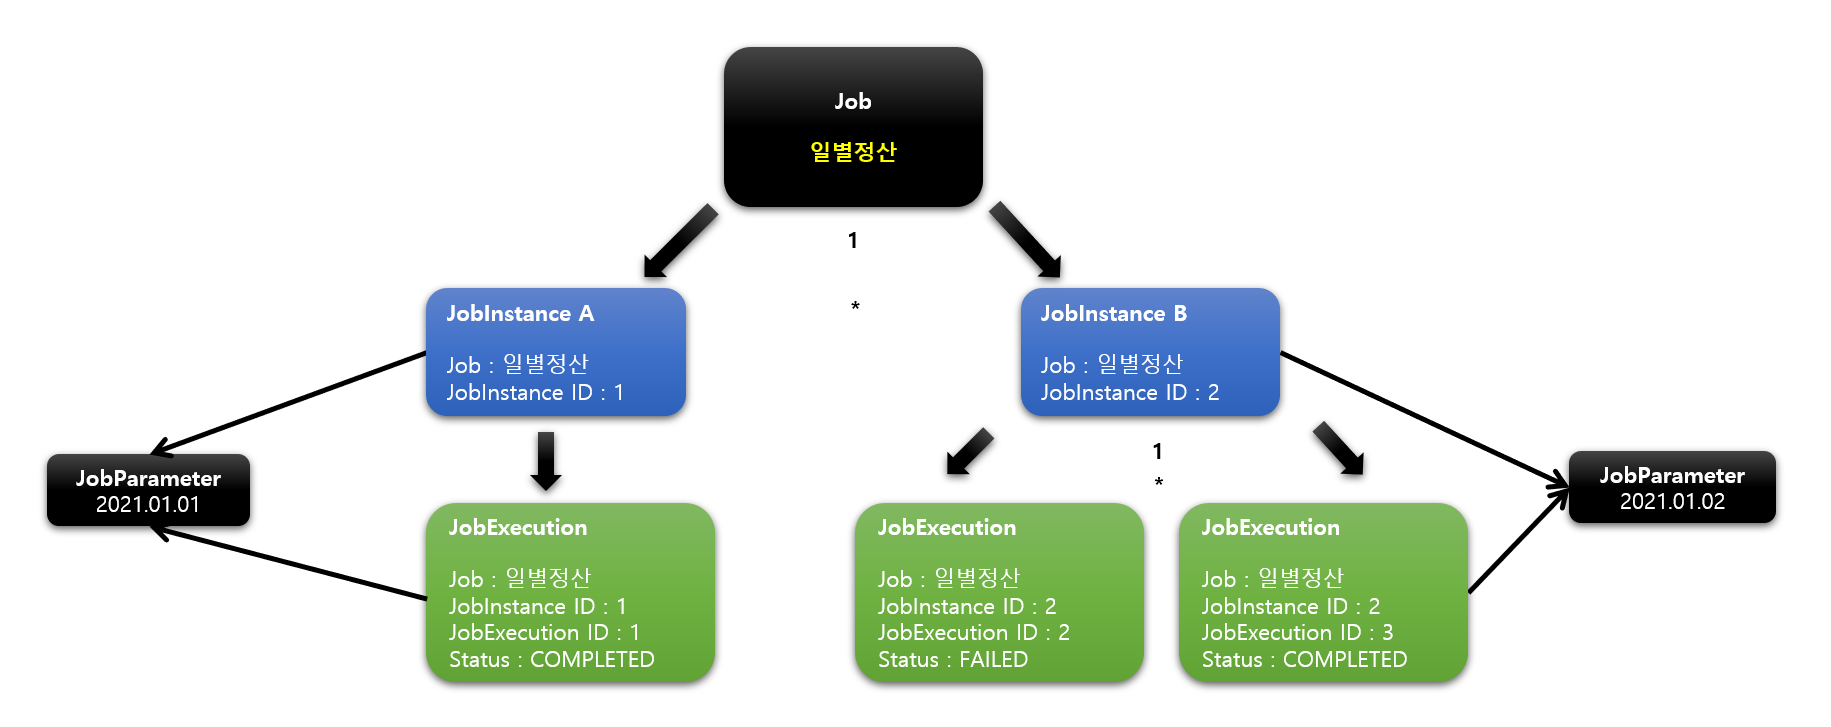 Job
일별정산
1
*
JobInstance A
Job : 일별정산
JobInstance ID : 1
JobInstance B
Job : 일별정산
JobInstance ID : 2
1
*
JobParameter
2021.01.01
JobParameter
2021.01.02
JobExecution
Job : 일별정산
JobInstance ID : 1
JobExecution ID : 1
Status : COMPLETED
JobExecution
Job : 일별정산
JobInstance ID : 2
JobExecution ID : 2
Status : FAILED
JobExecution
Job : 일별정산
JobInstance ID : 2
JobExecution ID : 3
Status : COMPLETED